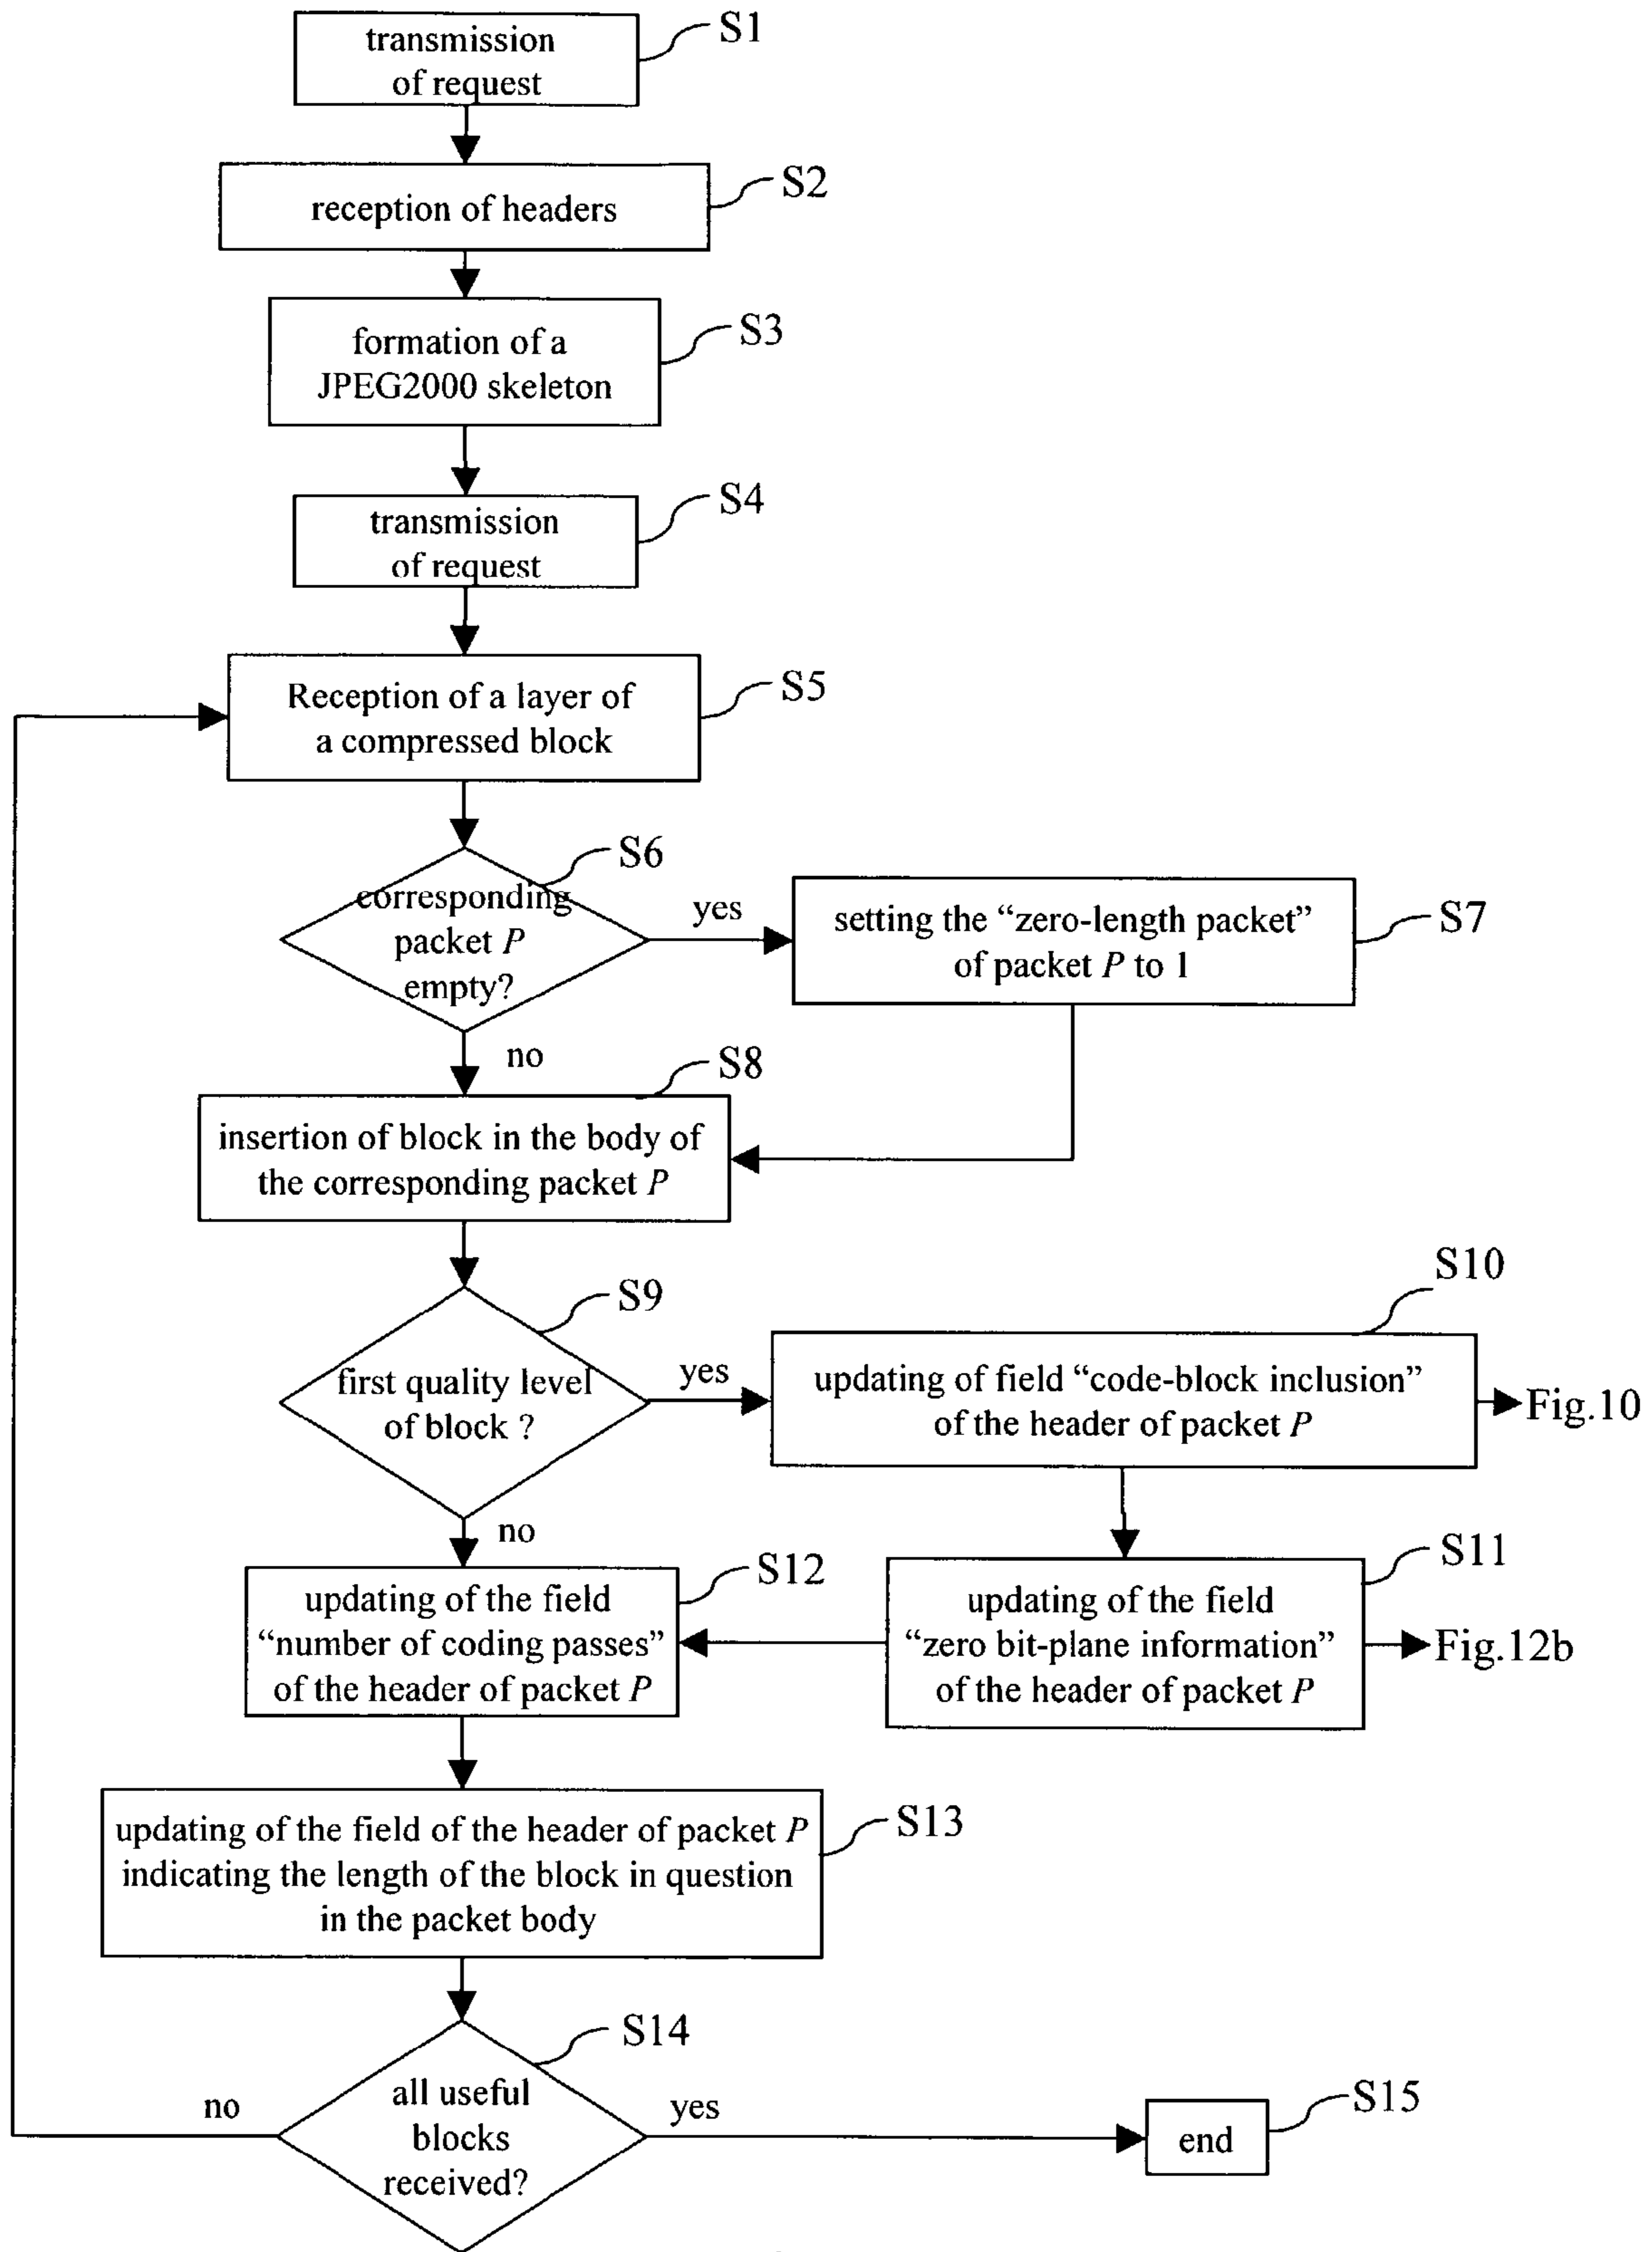 transmission
of request
S1
reception of headers
S2
formation of a
JPEG2000 skeleton
S3
transmission
of request
S4
Reception of a layer of
a compressed block
S5
corresponding
packet P
empty?
S6
yes
setting the “zero-length packet”
of packet P to 1
S7
no
insertion of block in the body of
the corresponding packet P
S8
first quality level
of block ?
S9
yes
updating of field “code-block inclusion”
of the header of packet P
S10
Fig.10
no
updating of the field
“number of coding passes”
of the header of packet P
S12
updating of the field
“zero bit-plane information”
of the header of packet P
S11
Fig.12b
updating of the field of the header of packet P
indicating the length of the block in question
in the packet body
S13
all useful
blocks
received?
S14
no
yes
end
S15